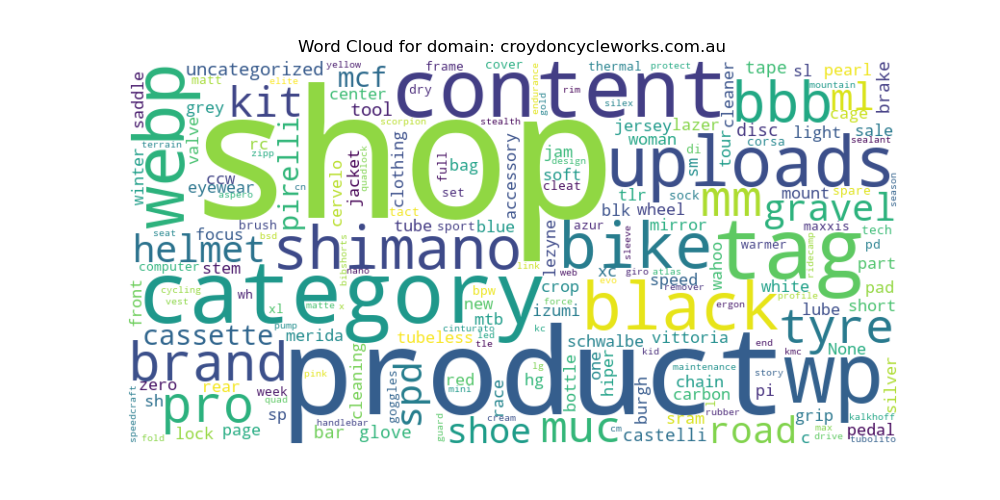 Word Cloud for domain: croydoncycleworks.com.au
shop
product
category
content
uploads
tag
bike
black
shimano
webp
wp
brand
kit
bbb
ml
mm
gravel
helmet
tyre
pro
road
muc
shoe
spd
cassette
pirelli
mcf
uncategorized
center
tool
dry
frame
cover
thermal
protect
yellow
elite
matt
grey
saddle
valve
winter
terrain
rc
zipp
ccw
eyewear
aspero
cn
brush
focus
seat
bsd
stem
computer
wh
cycling
vest
xl
front
pump
merida
matte
x
nano
bibshorts
cervelo
quadlock
jacket
clothing
scorpion
stealth
full
set
bag
accessory
cleat
tact
tube
sport
blue
link
endurance
gold
rim
silex
jam
design
soft
jersey
woman
lazer
tape
sl
pearl
cage
brake
cleaner
disc
light
corsa
sale
sealant
tour
di
sm
tlr
sock
mount
spare
season
blk
wheel
mirror
maxxis
tech
azur
sleeve
lezyne
web
xc
giro
atlas
evo
remover
speed
wahoo
warmer
ridecamp
pd
part
white
profile
pad
short
lube
ergon
crop
force
izumi
new
bpw
mtb
led
cinturato
tubeless
tle
kc
schwalbe
vittoria
end
kmc
None
story
kid
maintenance
one
hiper
bottle
lg
hg
red
mini
race
cream
goggles
guard
pink
cleaning
zero
rear
week
quad
sh
sp
handlebar
bar
glove
lock
page
fold
speedcraft
castelli
cm
burgh
sram
chain
carbon
rubber
pi
grip
c
max
drive
pedal
kalkhoff
tubolito
silver